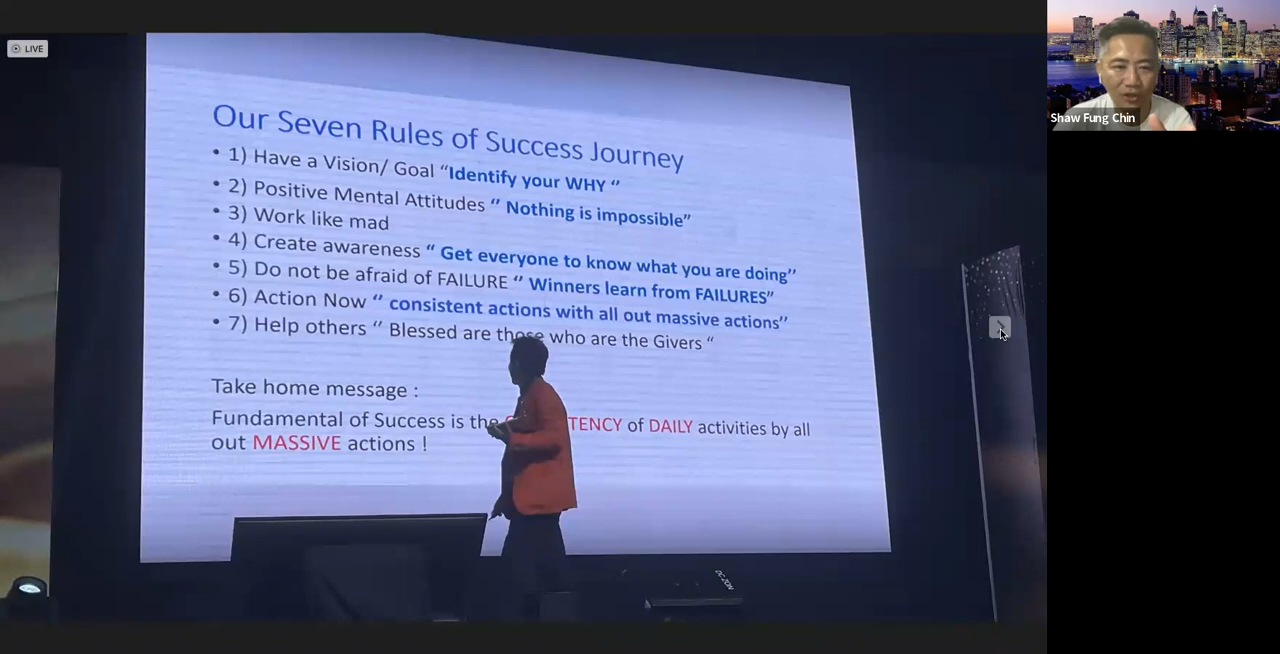 LIVE
Our Seven Rules of Success Journey
• 1) Have a Vision/ Goal “Identify your WHY “
• 2) Positive Mental Attitudes “ Nothing is impossible”
• 3) Work like mad
• 4) Create awareness “ Get everyone to know what you are doing”
• 5) Do not be afraid of FAILURE “ Winners learn from FAILURES”
• 6) Action Now “ consistent actions with all out massive actions”
• 7) Help others “ Blessed are those who are the Givers “
Take home message :
Fundamental of Success is the TENCY of DAILY activities by all
out MASSIVE actions !
Shaw Fung Chin